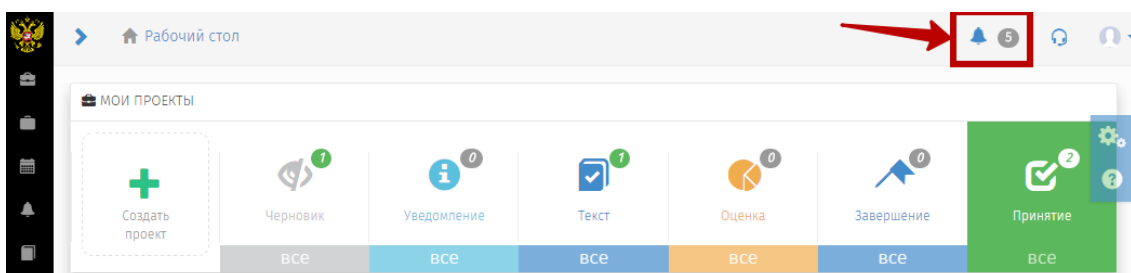 Рабочий стол
5
МОИ ПРОЕКТЫ
1
0
1
0
0
2
Создать
проект
Черновик
Уведомление
Текст
Оценка
Завершение
Принятие
все
все
все
все
все
все